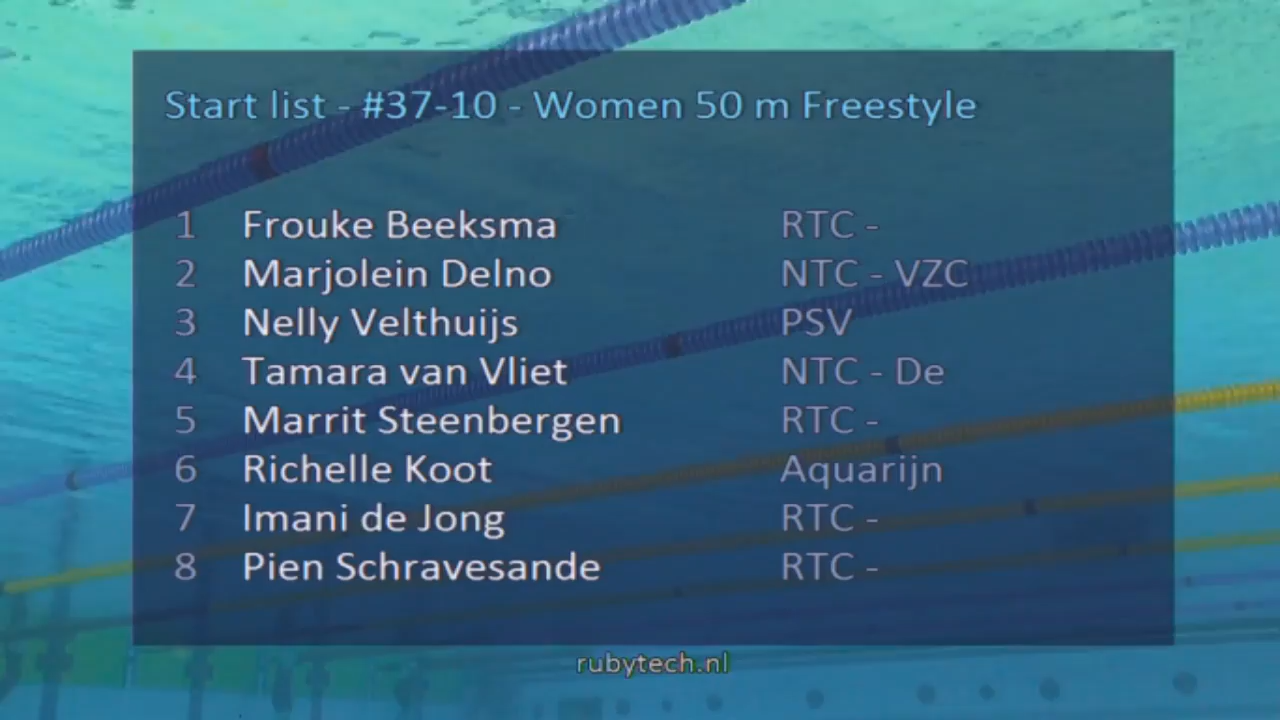 Start list - #37-10 - Women 50 m Freestyle
1 Frouke Beeksma RTC -
2 Marjolein Delno NTC - VZC
3 Nelly Velthuijs PSV
4 Tamara van Vliet NTC - De
5 Marrit Steenbergen RTC -
6 Richelle Koot Aquarijn
7 Imani de Jong RTC -
8 Pien Schravesande RTC -
rubytech.nl